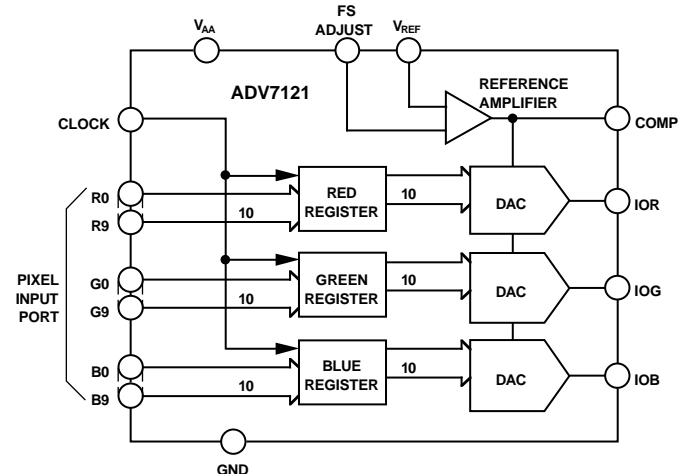 FS
ADJUST
VAA
VREF
ADV7121
REFERENCE
AMPLIFIER
CLOCK
COMP
R0
R9
10
RED
REGISTER
10
DAC
IOR
PIXEL
INPUT
PORT
G0
G9
10
GREEN
REGISTER
10
DAC
IOG
B0
B9
10
BLUE
REGISTER
10
DAC
IOB
GND